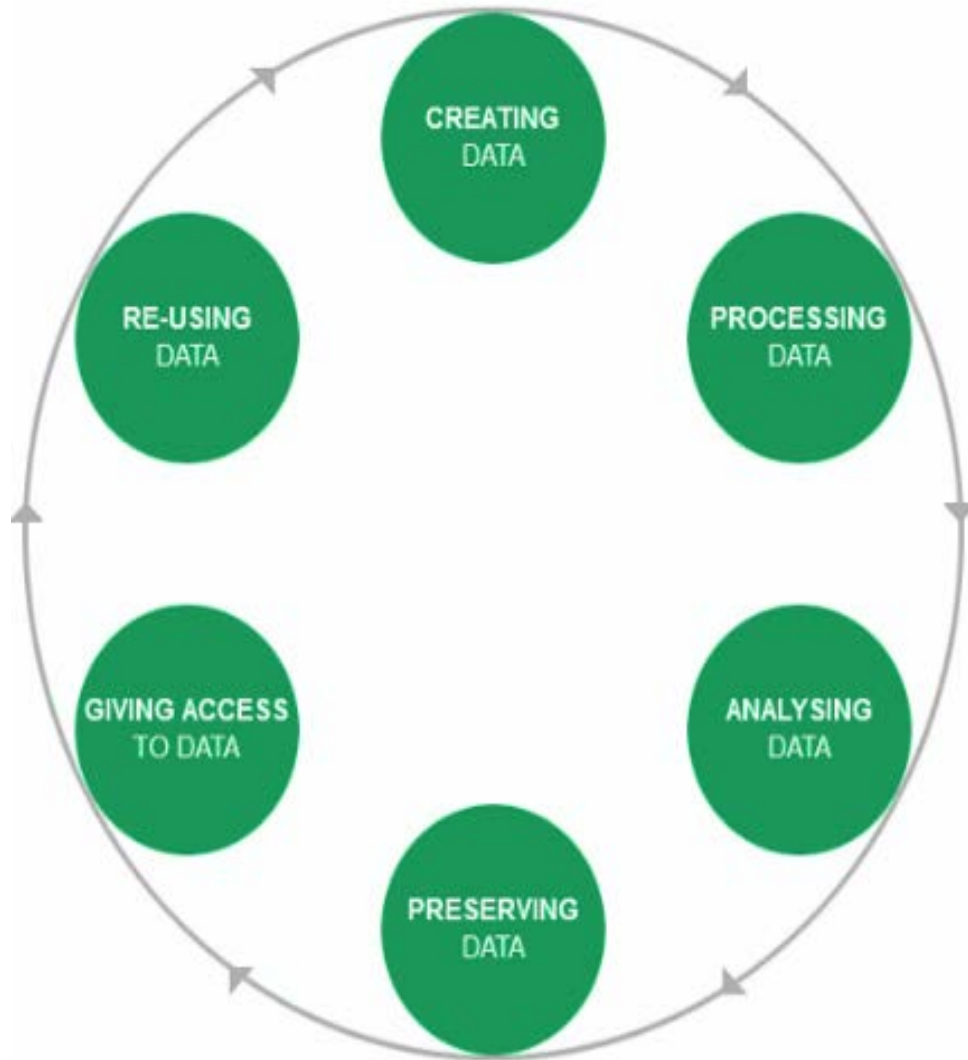 CREATING
DATA
PROCESSING
DATA
ANALYSING
DATA
PRESERVING
DATA
GIVING ACCESS
TO DATA
RE-USING
DATA